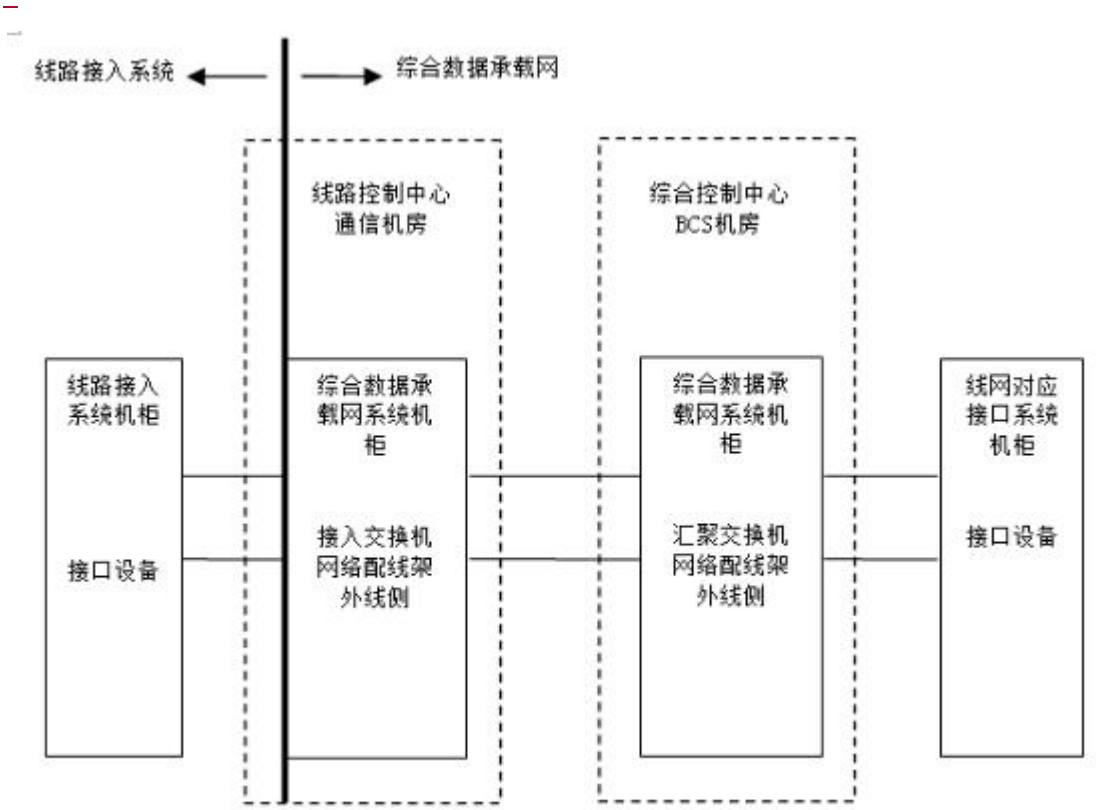 线路接入系统
综合数据承载网
线路控制中心
通信机房
综合控制中心
BCS机房
线路接入
系统机柜
接口设备
综合数据承
载网系统机
柜
接入交换机
网络配线架
外线侧
综合数据承
载网系统机
柜
汇聚交换机
网络配线架
外线侧
线网对应
接口系统
机柜
接口设备